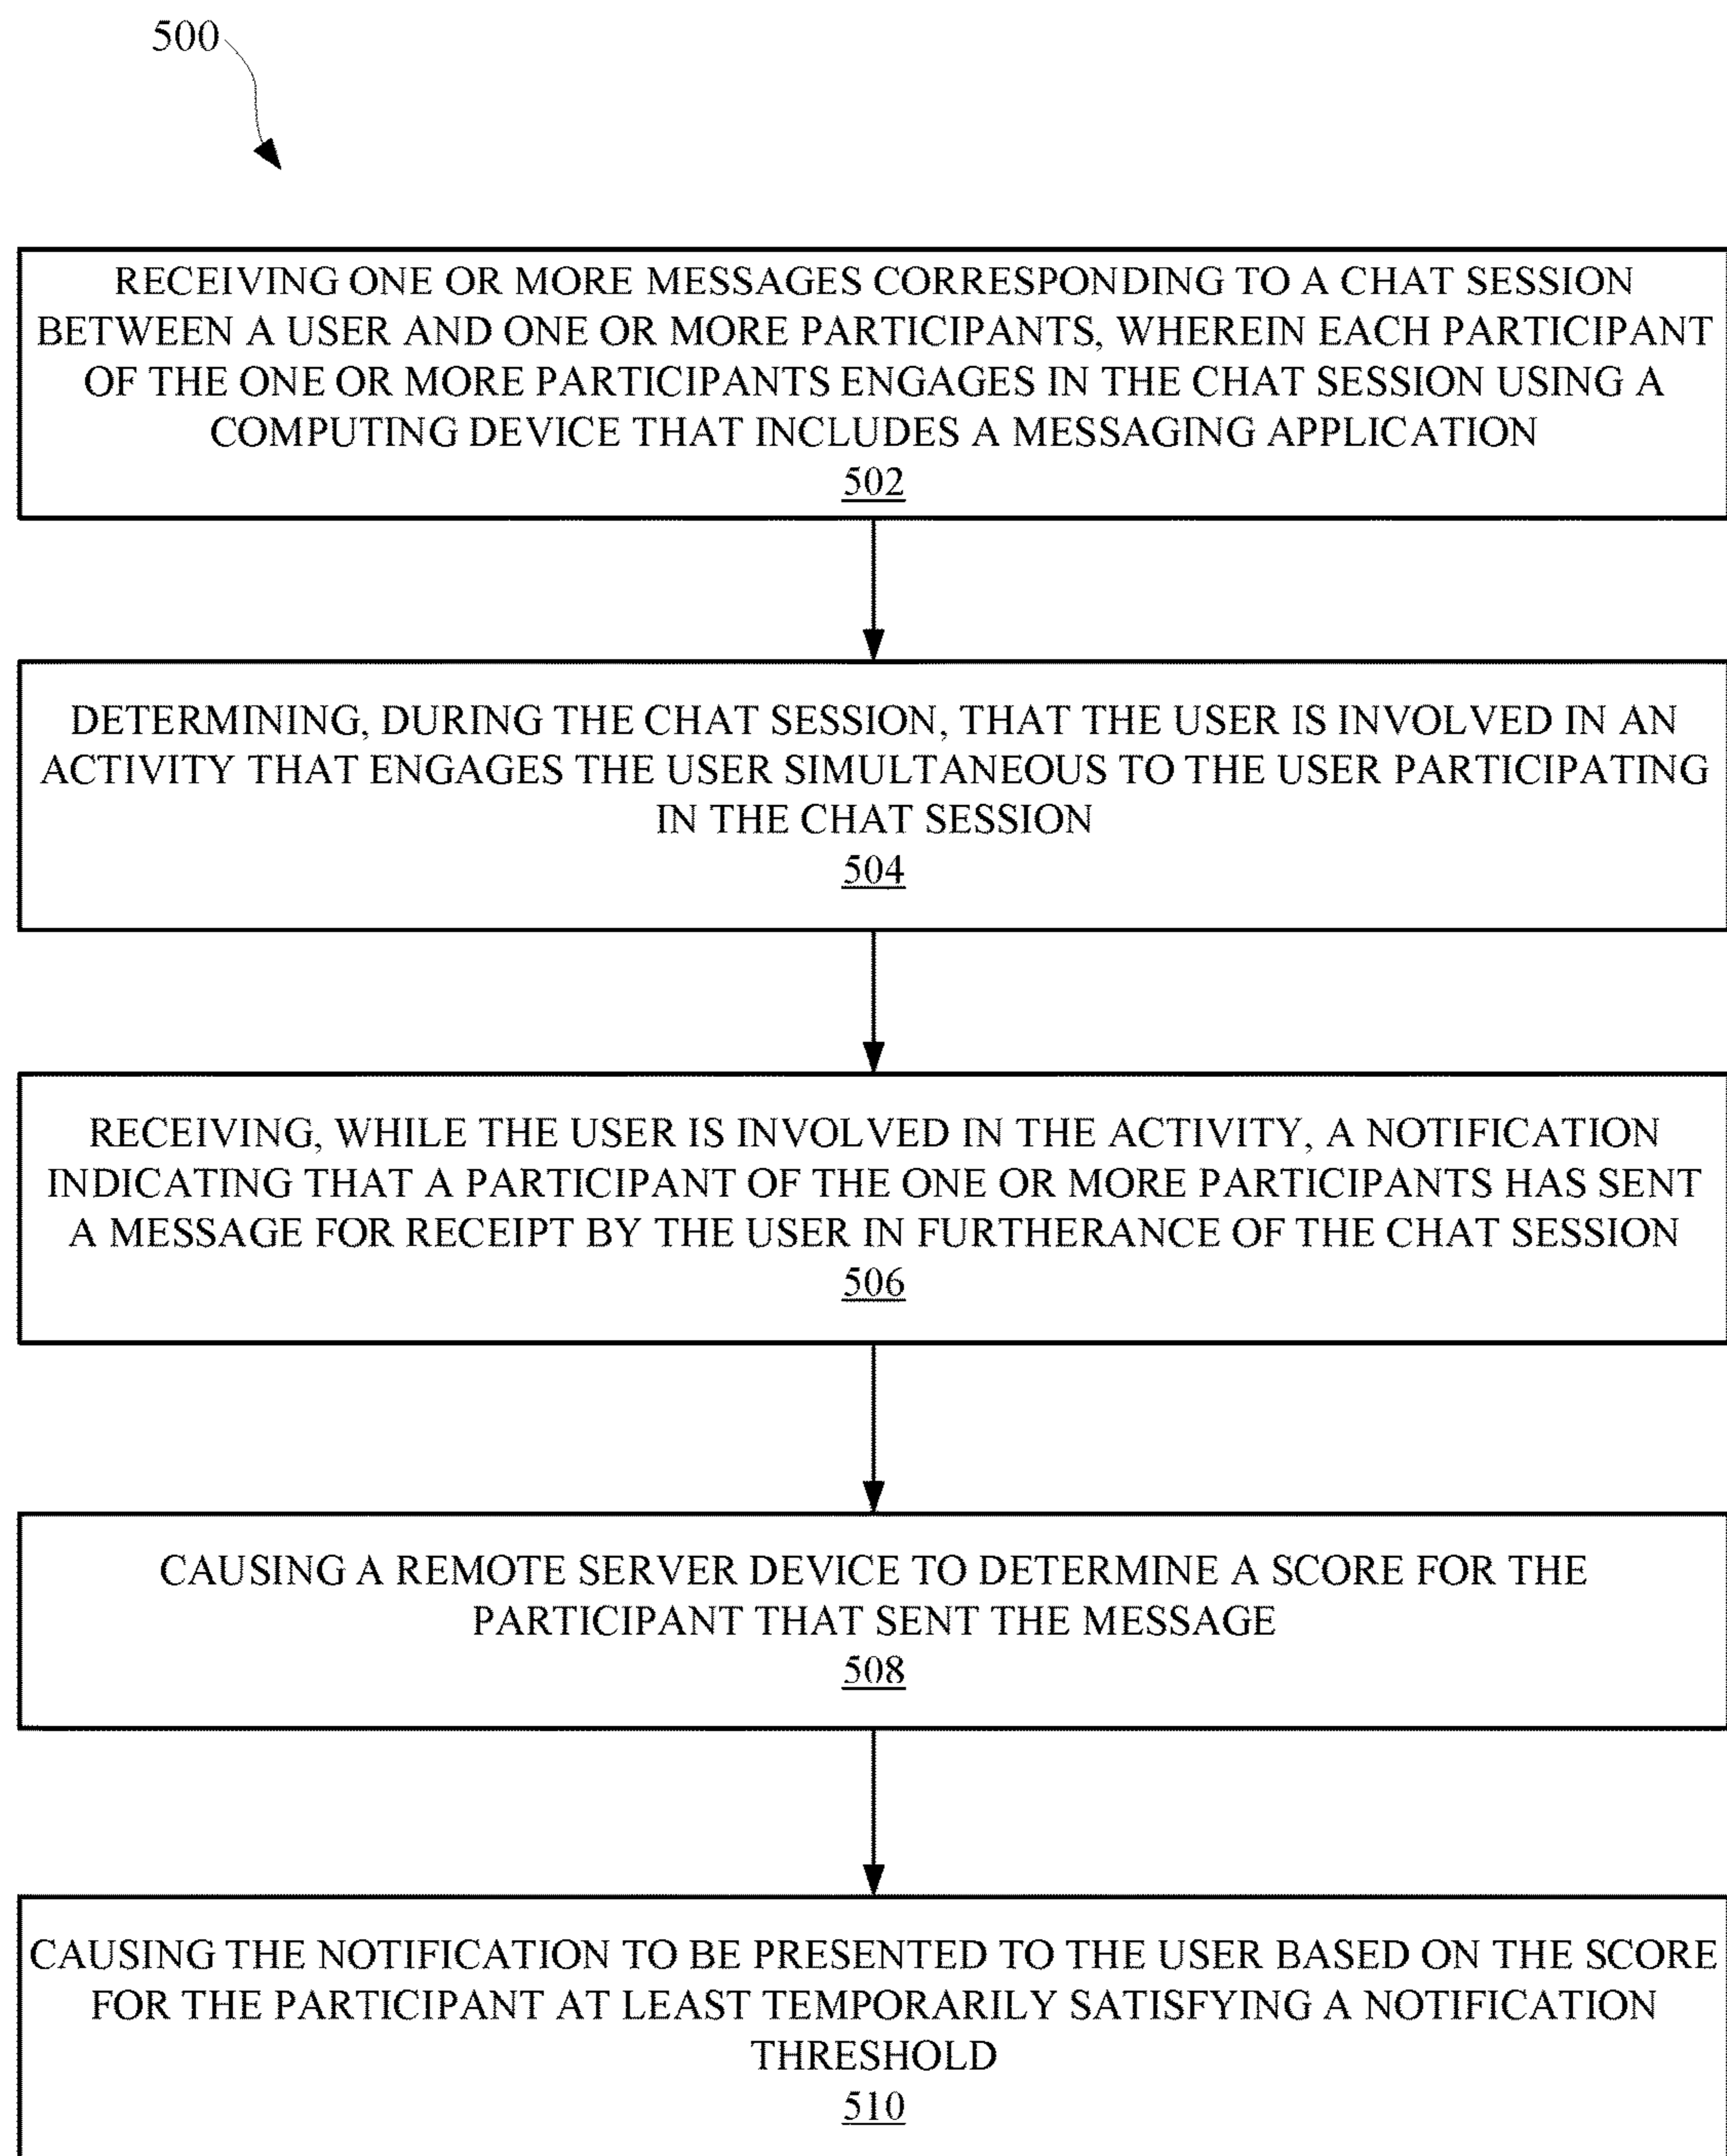 500
RECEIVING ONE OR MORE MESSAGES CORRESPONDING TO A CHAT SESSION
BETWEEN A USER AND ONE OR MORE PARTICIPANTS, WHEREIN EACH PARTICIPANT
OF THE ONE OR MORE PARTICIPANTS ENGAGES IN THE CHAT SESSION USING A
COMPUTING DEVICE THAT INCLUDES A MESSAGING APPLICATION
502
DETERMINING, DURING THE CHAT SESSION, THAT THE USER IS INVOLVED IN AN
ACTIVITY THAT ENGAGES THE USER SIMULTANEOUS TO THE USER PARTICIPATING
IN THE CHAT SESSION
504
RECEIVING, WHILE THE USER IS INVOLVED IN THE ACTIVITY, A NOTIFICATION
INDICATING THAT A PARTICIPANT OF THE ONE OR MORE PARTICIPANTS HAS SENT
A MESSAGE FOR RECEIPT BY THE USER IN FURTHERANCE OF THE CHAT SESSION
506
CAUSING A REMOTE SERVER DEVICE TO DETERMINE A SCORE FOR THE
PARTICIPANT THAT SENT THE MESSAGE
508
CAUSING THE NOTIFICATION TO BE PRESENTED TO THE USER BASED ON THE SCORE
FOR THE PARTICIPANT AT LEAST TEMPORARILY SATISFYING A NOTIFICATION
THRESHOLD
510